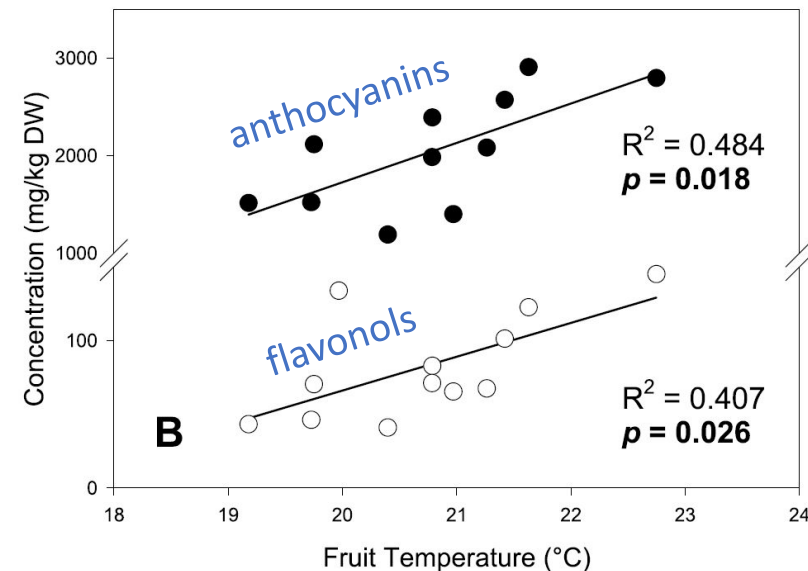 3000
anthocyanins
2000
R² = 0.484
p = 0.018
1000
Concentration (mg/kg DW)
flavonols
100
R² = 0.407
p = 0.026
B
0
18 19 20 21 22 23 24
Fruit Temperature (°C)